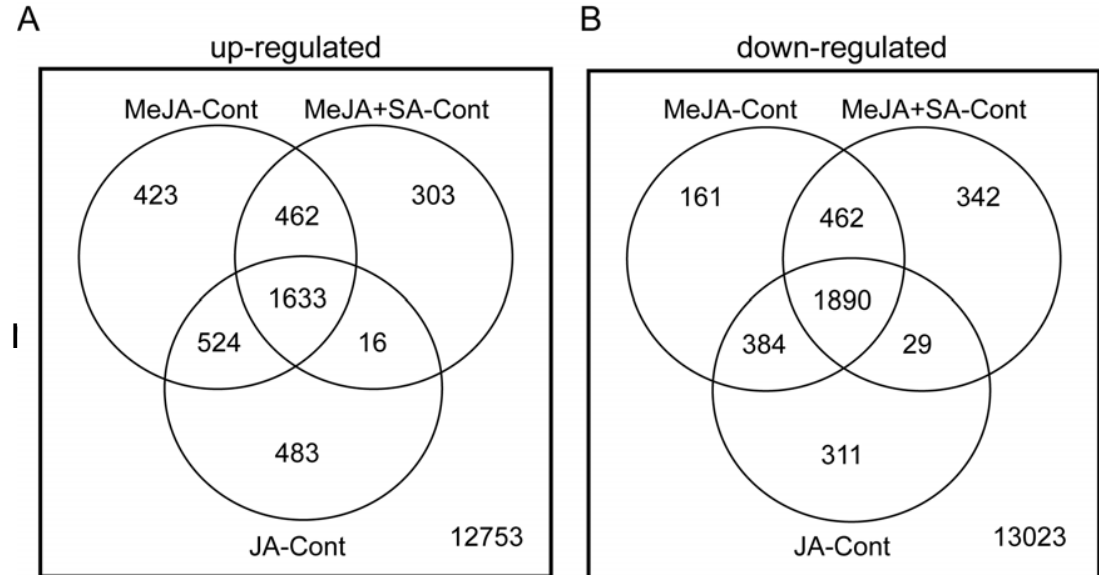 A
up-regulated
MeJA-Cont MeJA+SA-Cont
423 462 303
1633
524 16
483
JA-Cont 12753
B
down-regulated
MeJA-Cont MeJA+SA-Cont
161 462 342
1890
384 29
311
JA-Cont 13023